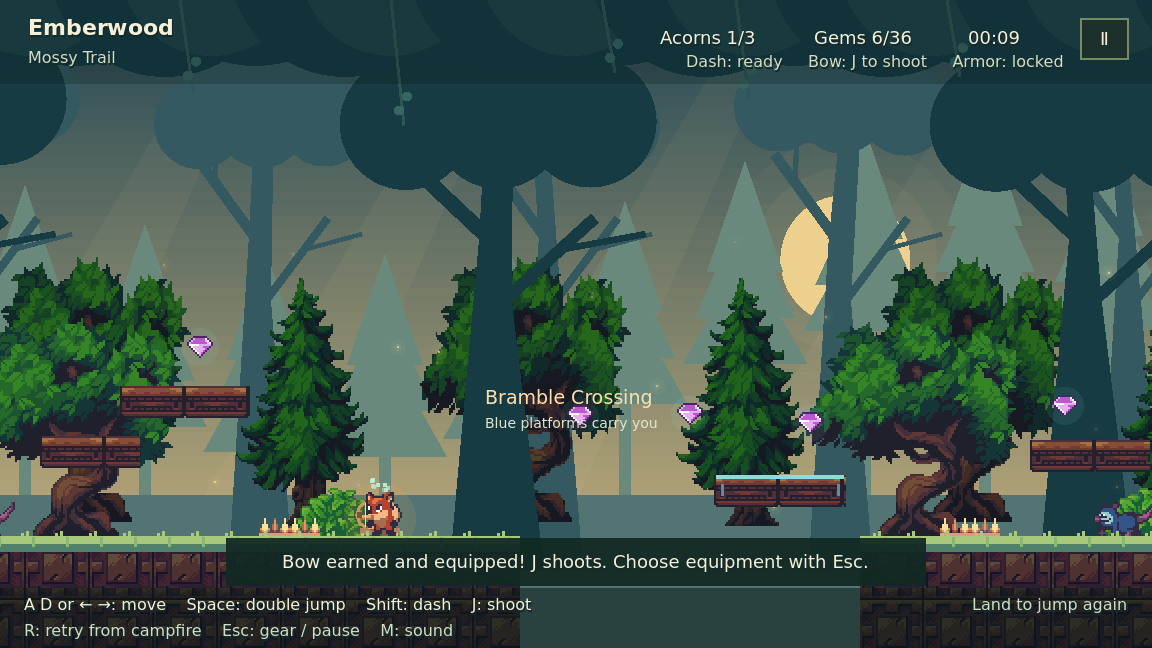 Emberwood
Mossy Trail
Acorns 1/3 Gems 6/36 00:09
Dash: ready Bow: J to shoot Armor: locked
II
Bramble Crossing
Blue platforms carry you
Bow earned and equipped! J shoots. Choose equipment with Esc.
A D or ← →: move Space: double jump Shift: dash J: shoot
Land to jump again
R: retry from campfire Esc: gear / pause M: sound